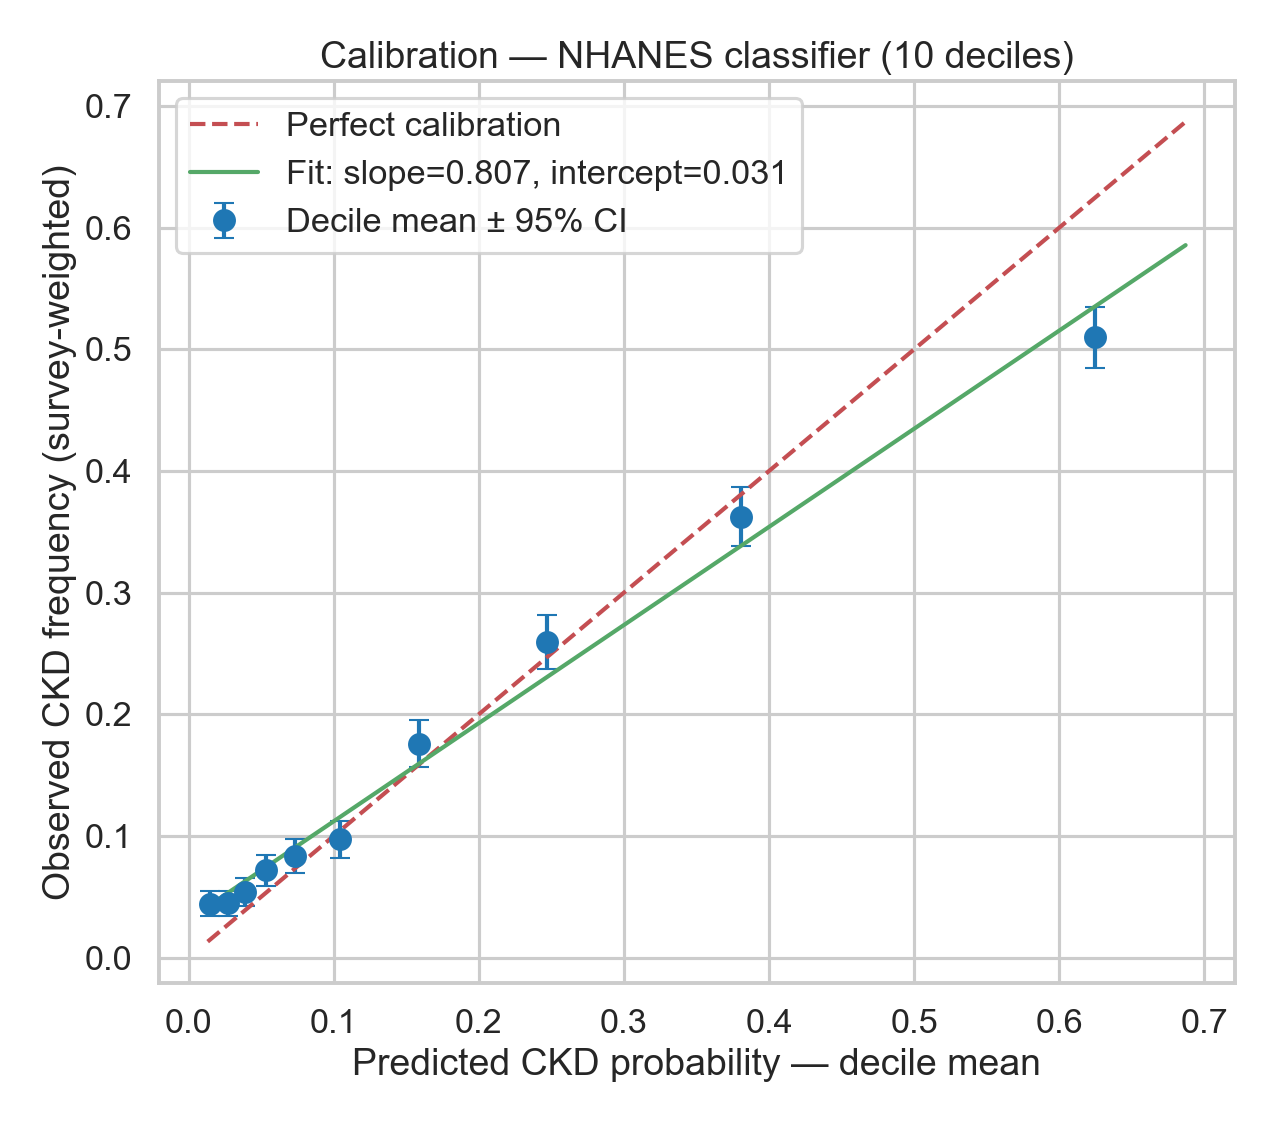 Calibration — NHANES classifier (10 deciles)
Perfect calibration
Fit: slope=0.807, intercept=0.031
Decile mean ± 95% CI
Observed CKD frequency (survey-weighted)
0.7
0.6
0.5
0.4
0.3
0.2
0.1
0.0
0.0 0.1 0.2 0.3 0.4 0.5 0.6 0.7
Predicted CKD probability — decile mean